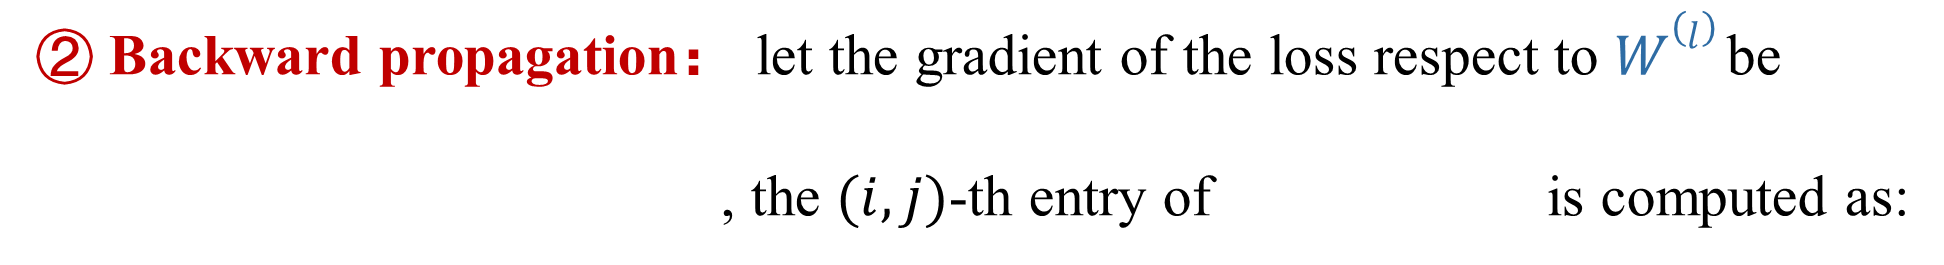 ② Backward propagation： let the gradient of the loss respect to W^(l) be
, the (i, j)-th entry of is computed as: